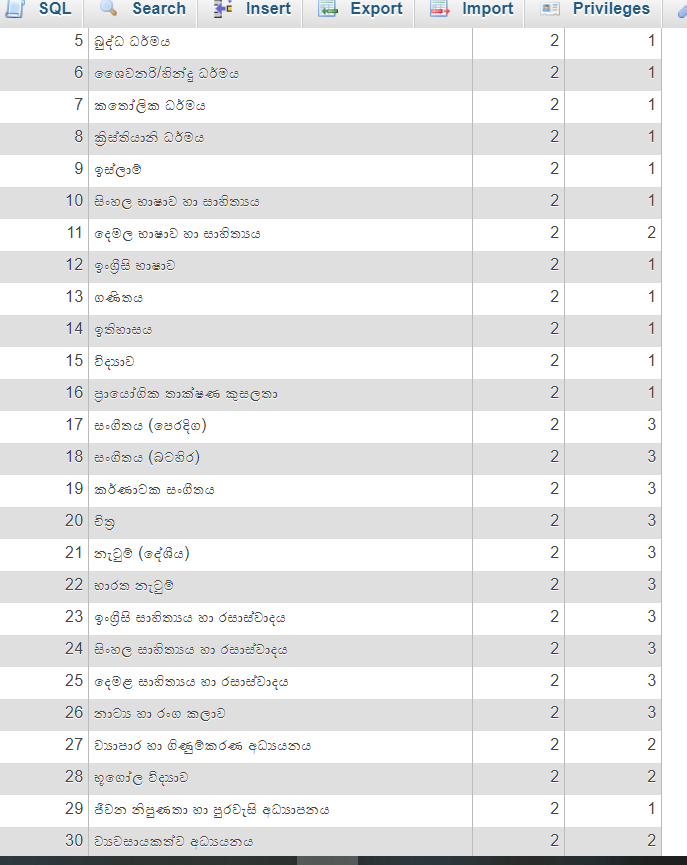 SQL Search Insert Export Import Privileges
5 බුද්ධ ධර්මය 2 1
6 ශෛවනරි/හින්දු ධර්මය 2 1
7 කතෝලික ධර්මය 2 1
8 ක්‍රිස්තියානි ධර්මය 2 1
9 ඉස්ලාම් 2 1
10 සිංහල භාෂාව හා සාහිත්‍යය 2 1
11 දෙමල භාෂාව හා සාහිත්‍යය 2 2
12 ඉංග්‍රීසි භාෂාව 2 1
13 ගණිතය 2 1
14 ඉතිහාසය 2 1
15 විද්‍යාව 2 1
16 ප්‍රායෝගික තාක්ෂණ කුසලතා 2 1
17 සංගීතය (පෙරදිග) 2 3
18 සංගීතය (බටහිර) 2 3
19 කර්ණාටක සංගීතය 2 3
20 චිත්‍ර 2 3
21 නැටුම් (දේශීය) 2 3
22 භාරත නැටුම් 2 3
23 ඉංග්‍රීසි සාහිත්‍යය හා රසාස්වාදය 2 3
24 සිංහල සාහිත්‍යය හා රසාස්වාදය 2 3
25 දෙමළ සාහිත්‍යය හා රසාස්වාදය 2 3
26 නාට්‍ය හා රංග කලාව 2 3
27 ව්‍යාපාර හා ගිණුම්කරණ අධ්‍යයනය 2 2
28 භූගෝල විද්‍යාව 2 2
29 ජීවන නිපුණතා හා පුරවැසි අධ්‍යාපනය 2 1
30 ව්‍යවසායකත්ව අධ්‍යයනය 2 2